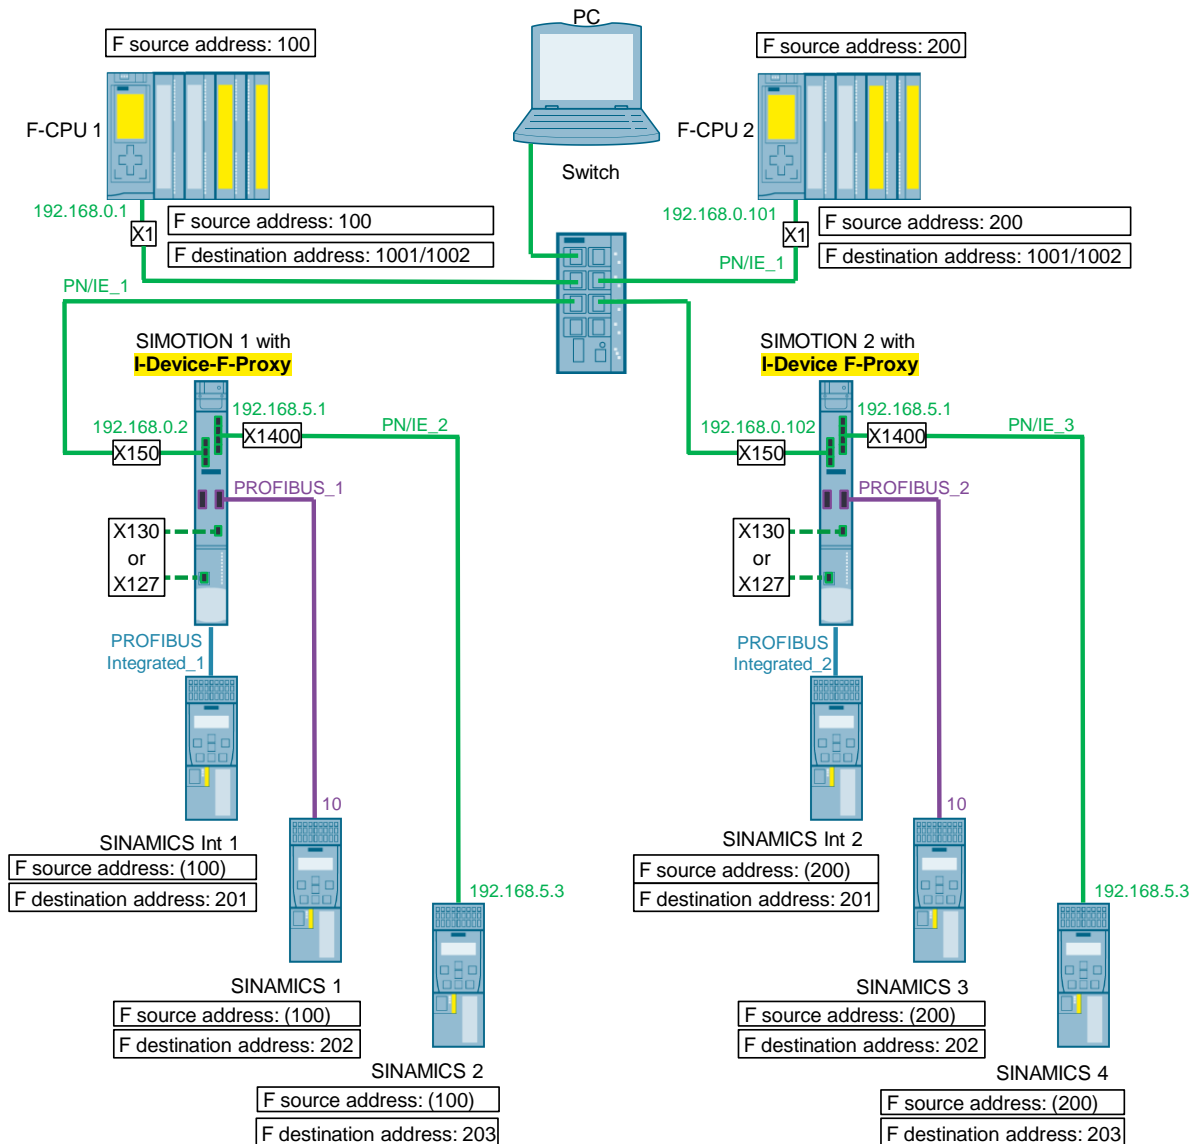 PC
F source address: 100
F source address: 200
F-CPU 1
F-CPU 2
Switch
192.168.0.1
X1
F source address: 100
F destination address: 1001/1002
192.168.0.101
X1
F source address: 200
F destination address: 1001/1002
PN/IE_1
PN/IE_1
SIMOTION 1 with
I-Device-F-Proxy
SIMOTION 2 with
I-Device F-Proxy
192.168.0.2
X150
192.168.5.1
X1400
PN/IE_2
192.168.0.102
X150
192.168.5.1
X1400
PN/IE_3
PROFIBUS_1
PROFIBUS_2
X130
or
X127
X130
or
X127
PROFIBUS
Integrated_1
PROFIBUS
Integrated_2
10
10
SINAMICS Int 1
F source address: (100)
F destination address: 201
SINAMICS Int 2
F source address: (200)
F destination address: 201
192.168.5.3
192.168.5.3
SINAMICS 1
F source address: (100)
F destination address: 202
SINAMICS 3
F source address: (200)
F destination address: 202
SINAMICS 2
F source address: (100)
F destination address: 203
SINAMICS 4
F source address: (200)
F destination address: 203